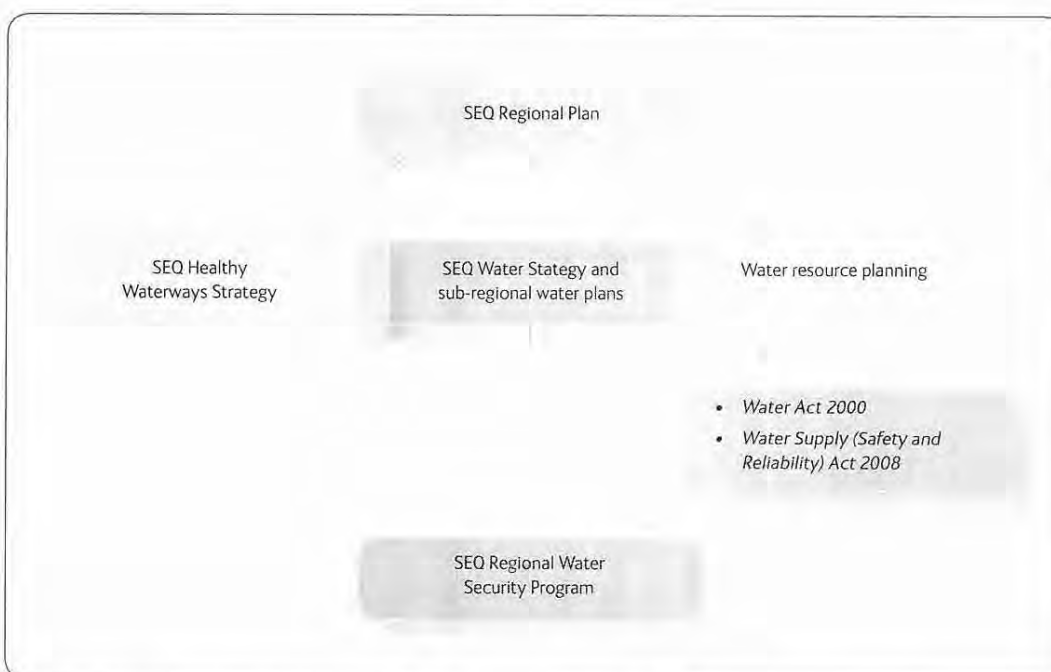 SEQ Regional Plan
SEQ Healthy
Waterways Strategy
SEQ Water Stategy and
sub-regional water plans
Water resource planning
• Water Act 2000
• Water Supply (Safety and
Reliability) Act 2008
SEQ Regional Water
Security Program